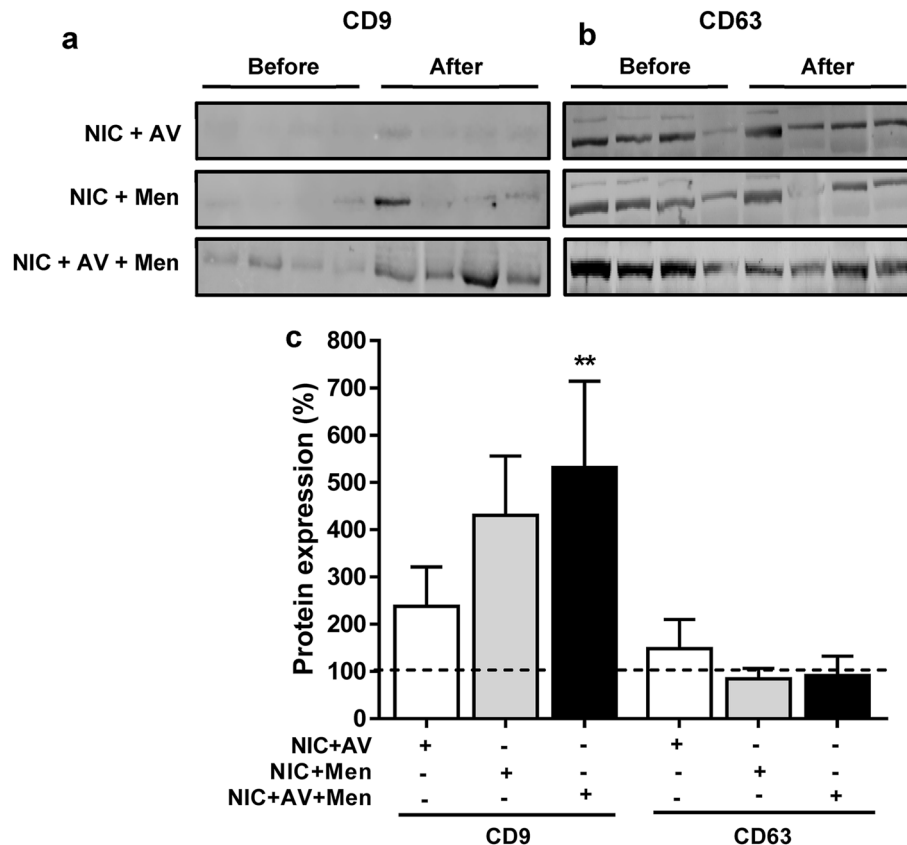 CD9 CD63
a b
Before After Before After
NIC + AV
NIC + Men
NIC + AV + Men
c
800
700
600
500
400
300
200
100
0
Protein expression (%)
**
NIC+AV + - - + - -
NIC+Men - + - - + -
NIC+AV+Men - - + - - +
CD9 CD63